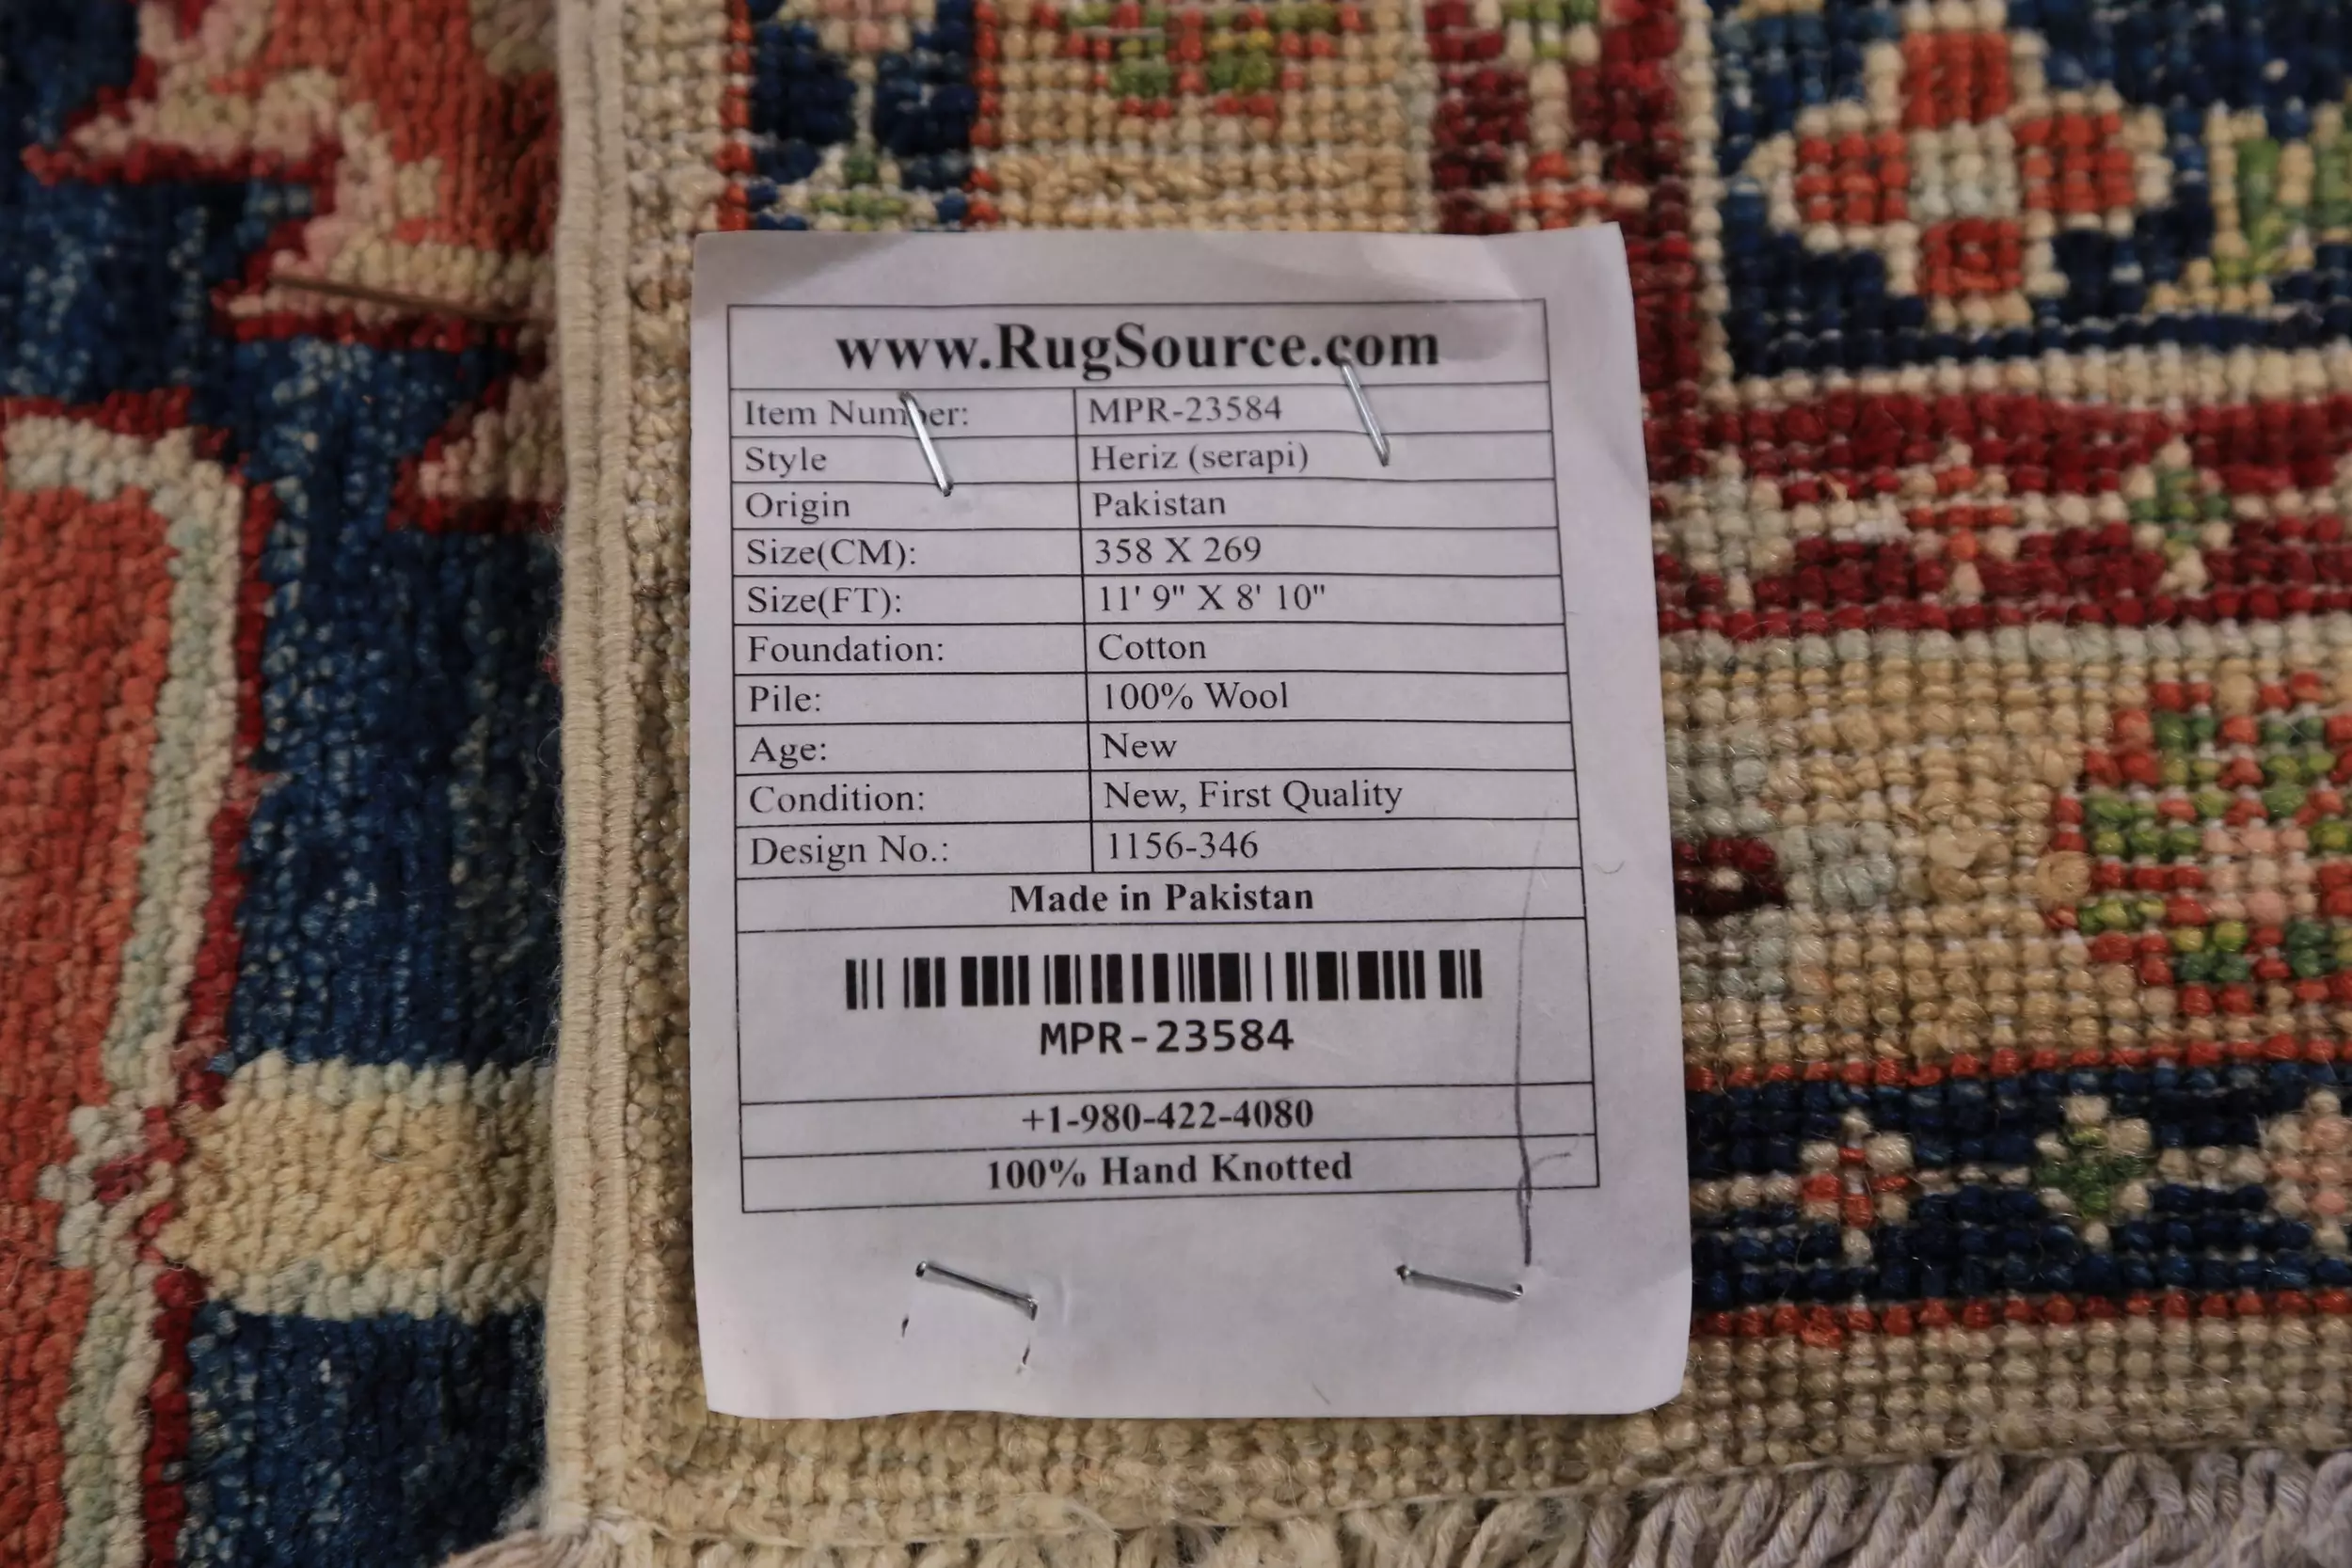 www.RugSource.com
Item Number: MPR-23584
Style Heriz (serapi)
Origin Pakistan
Size(CM): 358 X 269
Size(FT): 11' 9" X 8' 10"
Foundation: Cotton
Pile: 100% Wool
Age: New
Condition: New, First Quality
Design No.: 1156-346
Made in Pakistan
MPR-23584
+1-980-422-4080
100% Hand Knotted